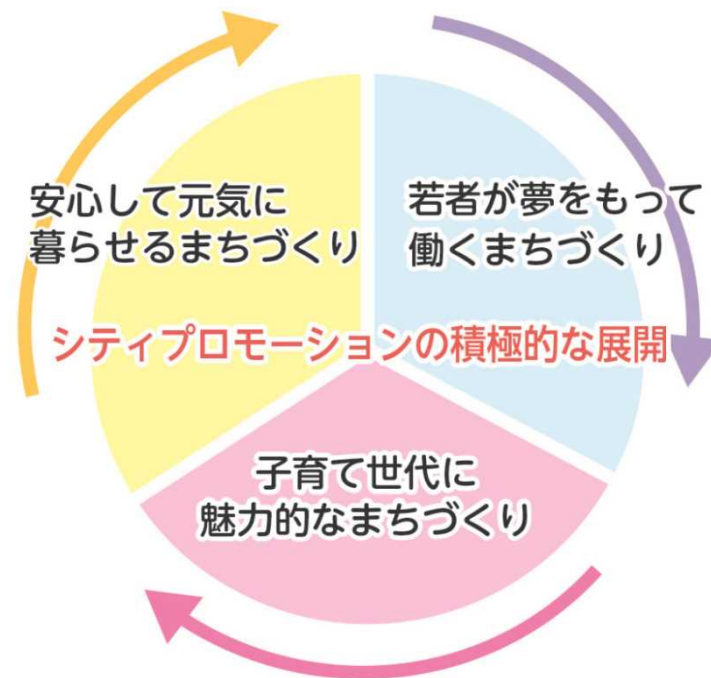 安心して元気に
暮らせるまちづくり
若者が夢をもって
働くまちづくり
シティプロモーションの積極的な展開
子育て世代に
魅力的なまちづくり